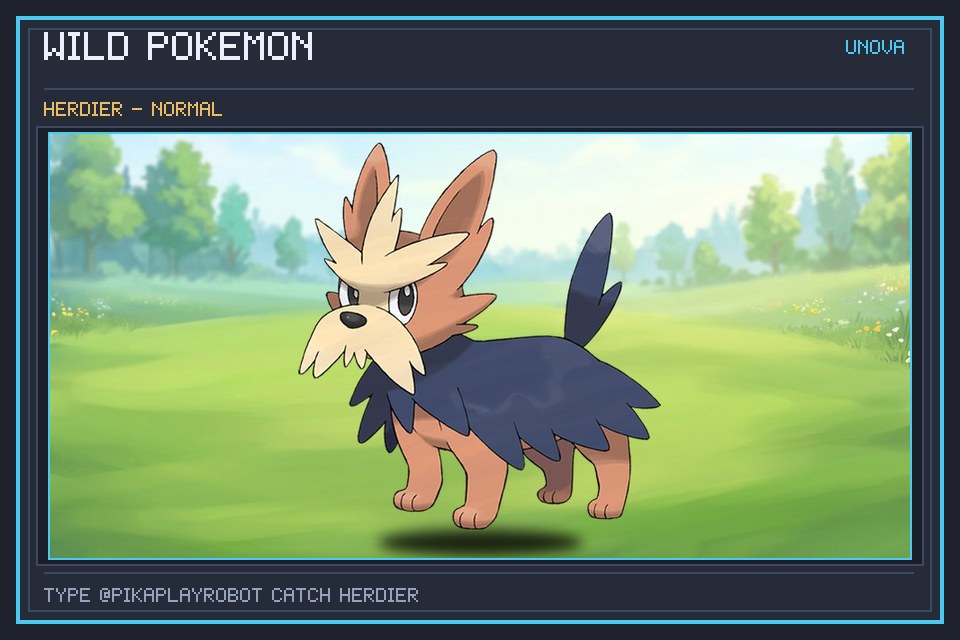 WILD POKEMON
UNOVA
HERDIER - NORMAL
TYPE @PIKAPLAYROBOT CATCH HERDIER